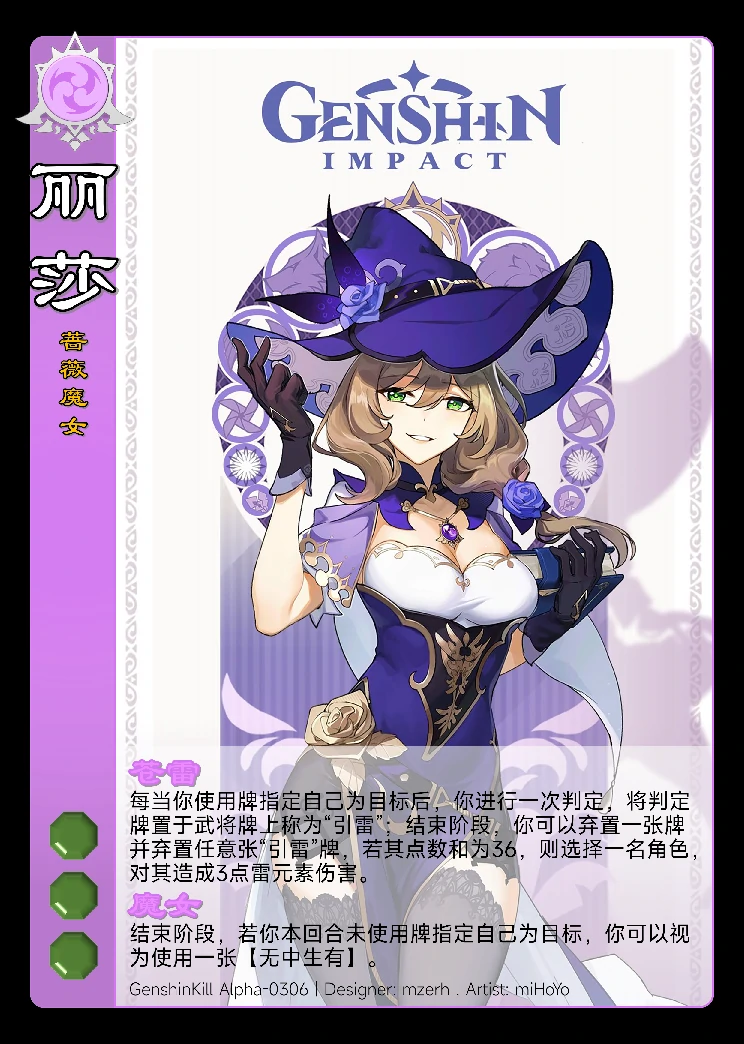 GENSHIN
IMPACT
丽莎
蔷薇魔女
苍雷
每当你使用牌指定自己为目标后，你进行一次判定，将判定
牌置于武将牌上称为“引雷”；结束阶段，你可以弃置一张牌
并弃置任意张“引雷”牌，若其点数和为36，则选择一名角色，
对其造成3点雷元素伤害。
魔女
结束阶段，若你本回合未使用牌指定自己为目标，你可以视
为使用一张【无中生有】。
GenshinKill Alpha-0306 | Designer: mzerh . Artist: miHoYo